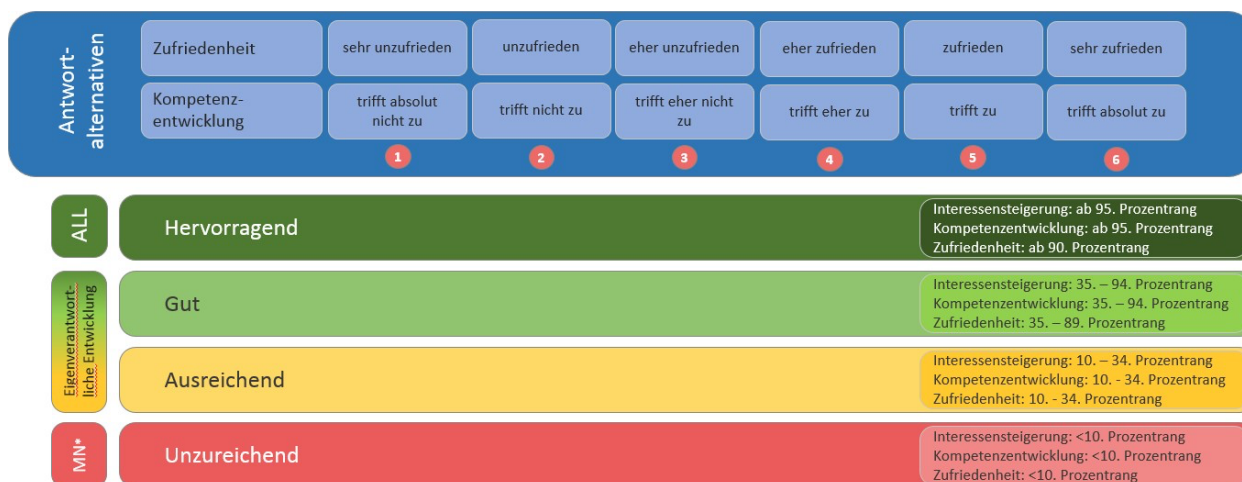 Antwort-
alternativen
Zufriedenheit
sehr unzufrieden
unzufrieden
eher unzufrieden
eher zufrieden
zufrieden
sehr zufrieden
Kompetenz-
entwicklung
trifft absolut
nicht zu
trifft nicht zu
trifft eher nicht
zu
trifft eher zu
trifft zu
trifft absolut zu
1
2
3
4
5
6
ALL
Hervorragend
Interessensteigerung: ab 95. Prozentrang
Kompetenzentwicklung: ab 95. Prozentrang
Zufriedenheit: ab 90. Prozentrang
Eigenverantwort-
liche Entwicklung
Gut
Interessensteigerung: 35. – 94. Prozentrang
Kompetenzentwicklung: 35. – 94. Prozentrang
Zufriedenheit: 35. – 89. Prozentrang
Ausreichend
Interessensteigerung: 10. – 34. Prozentrang
Kompetenzentwicklung: 10. - 34. Prozentrang
Zufriedenheit: 10. - 34. Prozentrang
MN*
Unzureichend
Interessensteigerung: <10. Prozentrang
Kompetenzentwicklung: <10. Prozentrang
Zufriedenheit: <10. Prozentrang